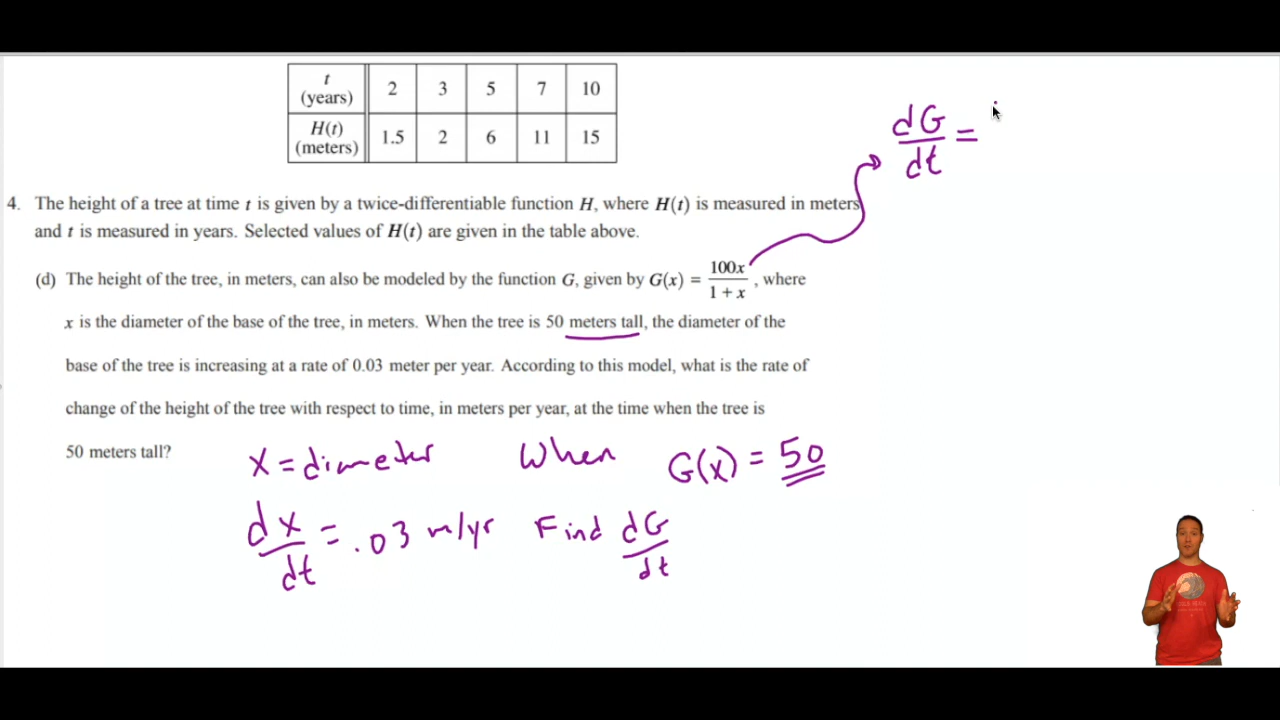 t
(years) 2 3 5 7 10
H(t)
(meters) 1.5 2 6 11 15
dG/dt =
4. The height of a tree at time t is given by a twice-differentiable function H, where H(t) is measured in meters
and t is measured in years. Selected values of H(t) are given in the table above.
(d) The height of the tree, in meters, can also be modeled by the function G, given by G(x) = 100x/(1 + x), where
x is the diameter of the base of the tree, in meters. When the tree is 50 meters tall, the diameter of the
base of the tree is increasing at a rate of 0.03 meter per year. According to this model, what is the rate of
change of the height of the tree with respect to time, in meters per year, at the time when the tree is
50 meters tall?
x = diameter When G(x) = 50
dx/dt = .03 m/yr Find dG/dt